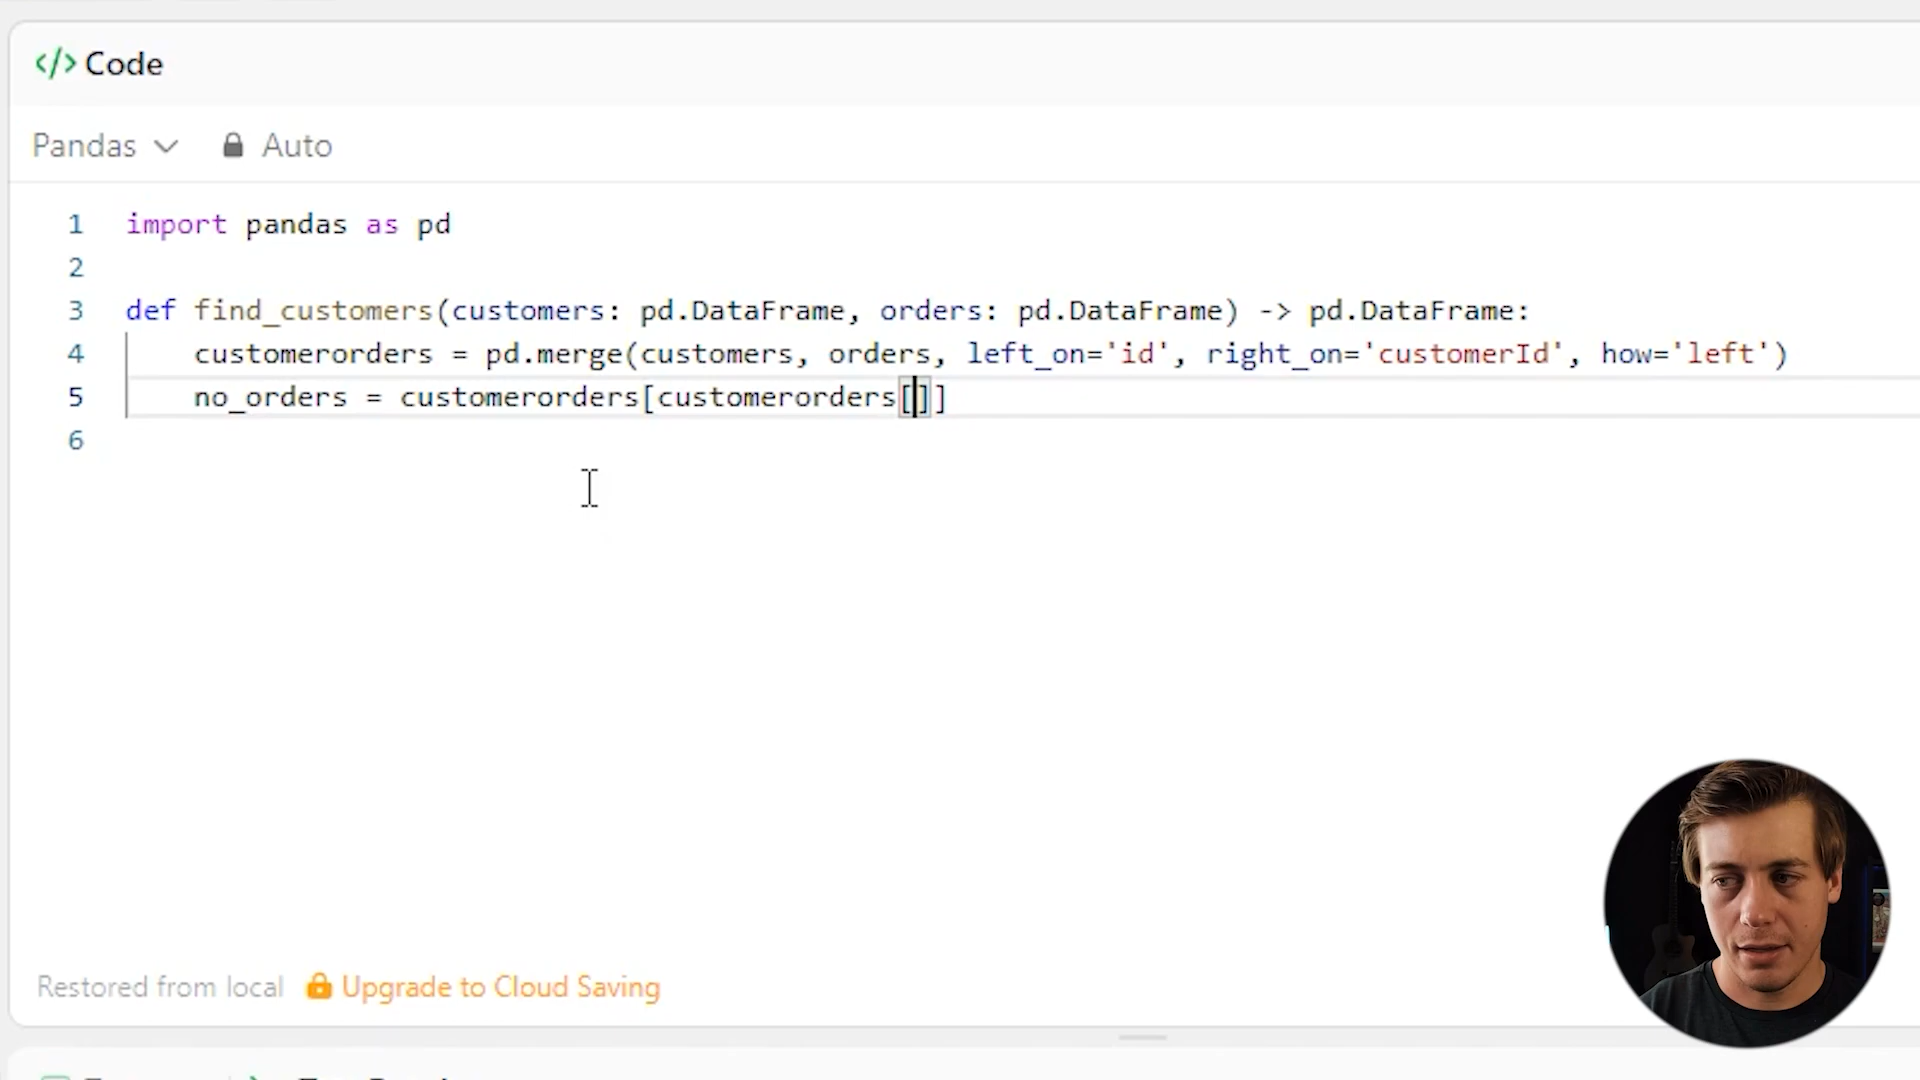 </> Code
Pandas Auto
1 import pandas as pd
2
3 def find_customers(customers: pd.DataFrame, orders: pd.DataFrame) -> pd.DataFrame:
4 customerorders = pd.merge(customers, orders, left_on='id', right_on='customerId', how='left')
5 no_orders = customerorders[customerorders[]]
6
Restored from local Upgrade to Cloud Saving